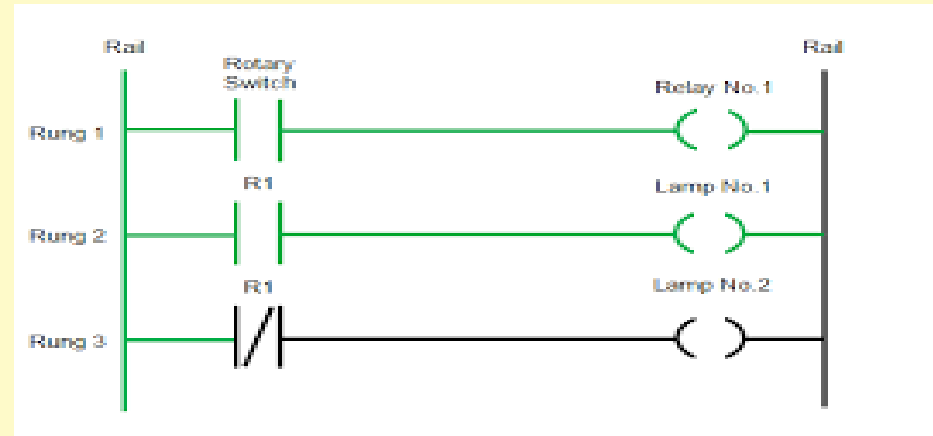 Rail
Rail
Rotary
Switch
Relay No.1
Rung 1
R1
Lamp No.1
Rung 2
R1
Lamp No.2
Rung 3